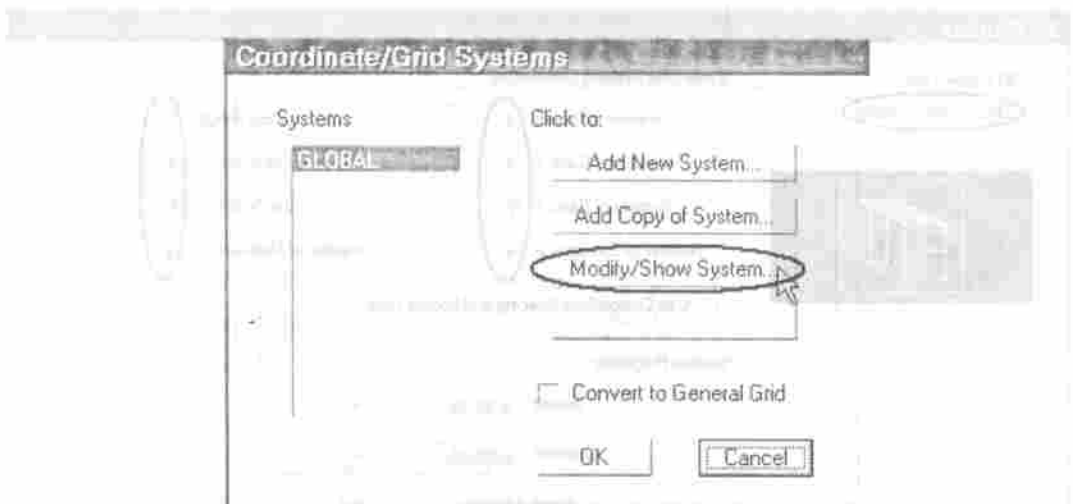 Coordinate/Grid Systems
Systems
Click to:
GLOBAL
Add New System...
Add Copy of System...
Modify/Show System...
Convert to General Grid
OK
Cancel